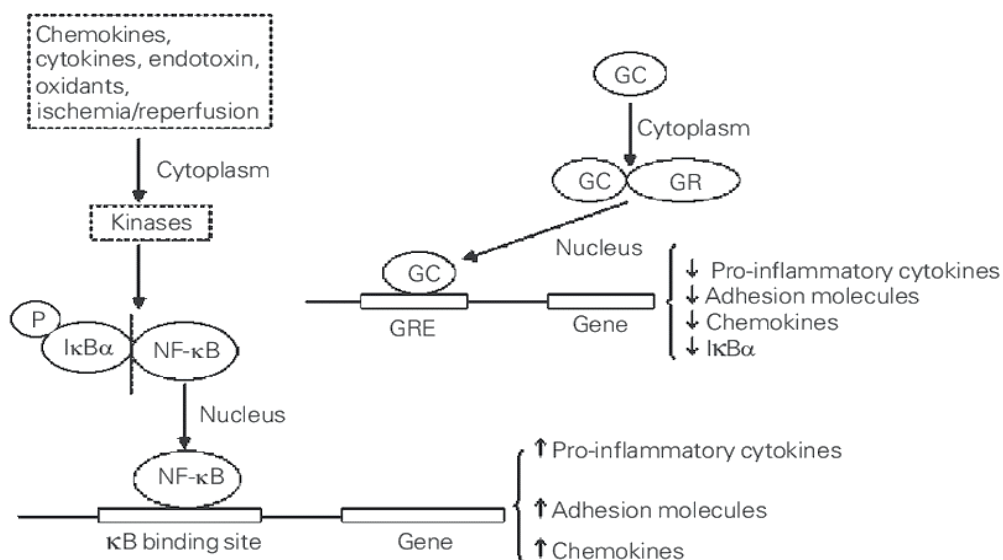 Chemokines,
cytokines, endotoxin,
oxidants,
ischemia/reperfusion
Cytoplasm
Kinases
P
IκBα
NF-κB
Nucleus
NF-κB
κB binding site
Gene
↑ Pro-inflammatory cytokines
↑ Adhesion molecules
↑ Chemokines
GC
Cytoplasm
GC
GR
Nucleus
GC
GRE
Gene
↓ Pro-inflammatory cytokines
↓ Adhesion molecules
↓ Chemokines
↓ IκBα